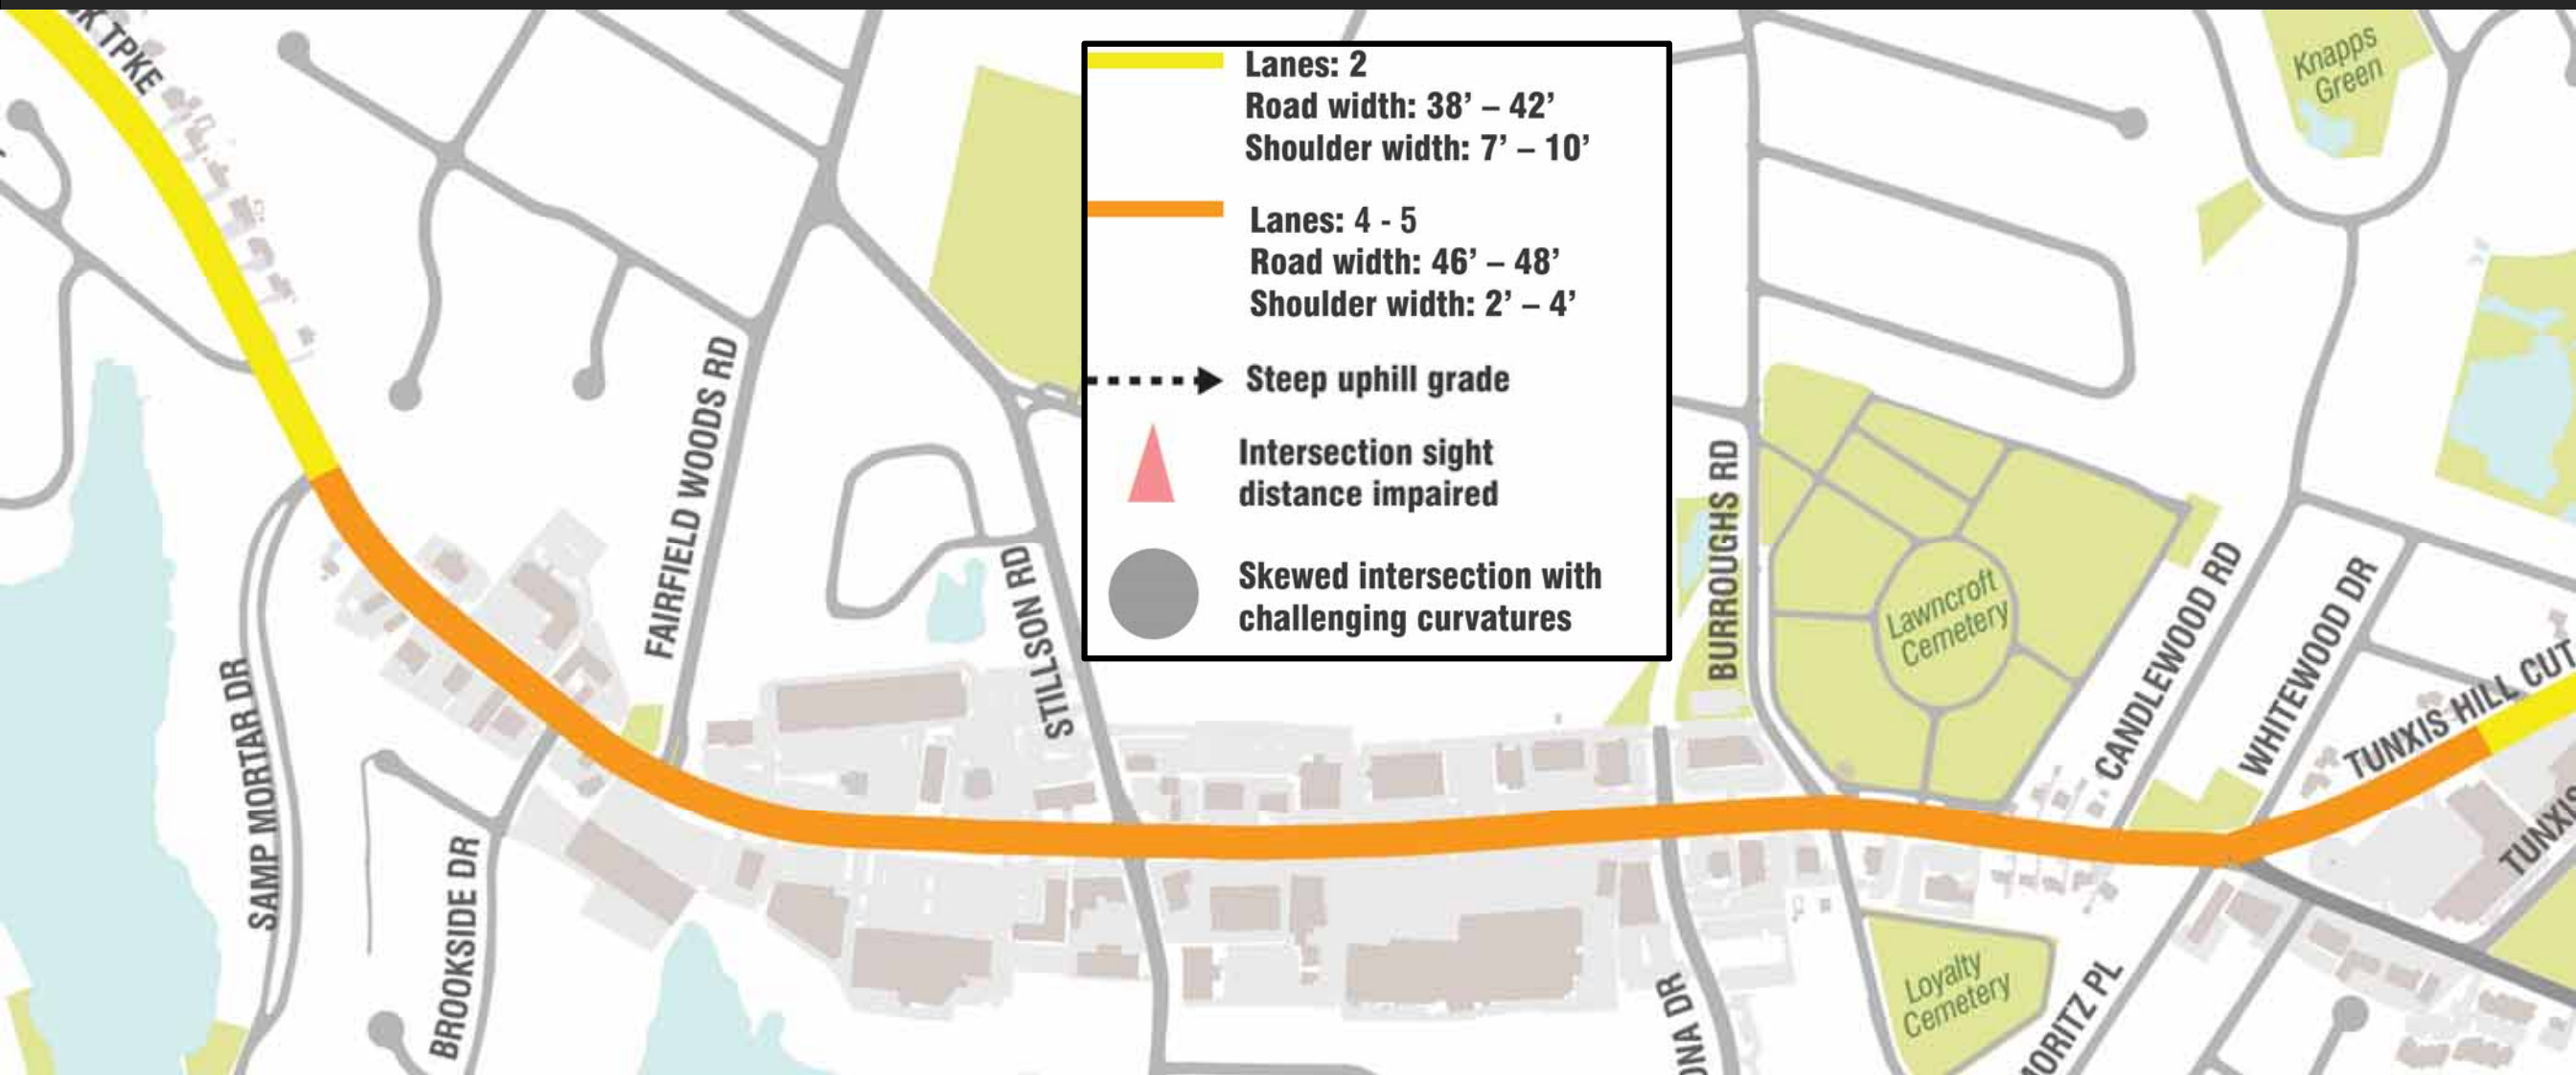 K TPKE
Knapps
Green
Lanes: 2
Road width: 38’ – 42’
Shoulder width: 7’ – 10’
Lanes: 4 - 5
Road width: 46’ – 48’
Shoulder width: 2’ – 4’
Steep uphill grade
Intersection sight
distance impaired
Skewed intersection with
challenging curvatures
FAIRFIELD WOODS RD
STILLSON RD
BURROUGHS RD
Lawncroft
Cemetery
CANDLEWOOD RD
WHITEWOOD DR
TUNXIS HILL CUT
TUNXIS
SAMP MORTAR DR
BROOKSIDE DR
ONA DR
Loyalty
Cemetery
MORITZ PL